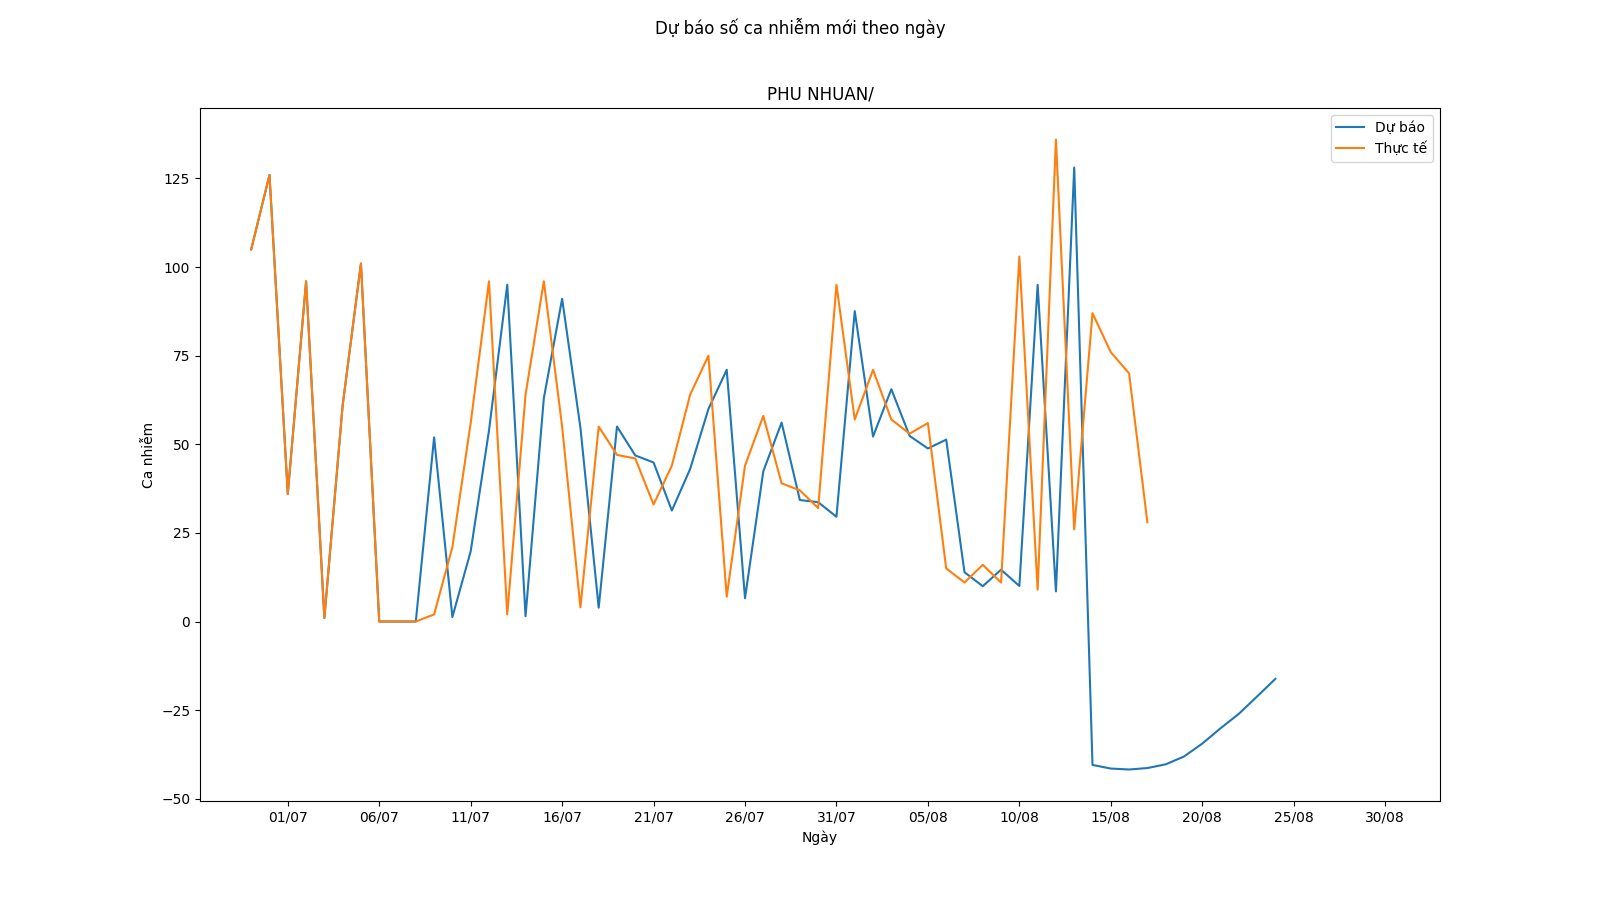 Dự báo số ca nhiễm mới theo ngày
PHU NHUAN/
Dự báo
Thực tế
125
100
75
50
25
0
−25
−50
Ca nhiễm
01/07 06/07 11/07 16/07 21/07 26/07 31/07 05/08 10/08 15/08 20/08 25/08 30/08
Ngày